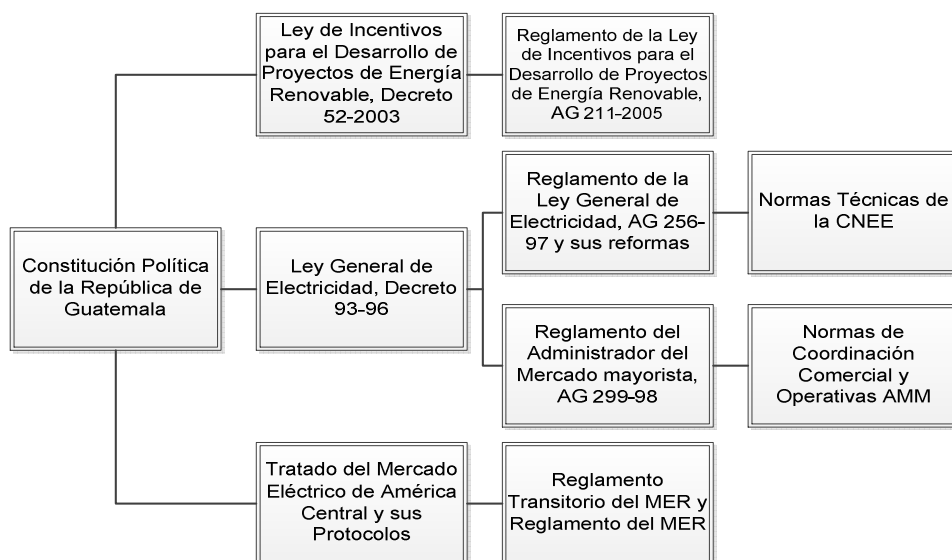 Ley de Incentivos
para el Desarrollo de
Proyectos de Energía
Renovable, Decreto
52-2003
Reglamento de la Ley
de Incentivos para el
Desarrollo de Proyectos
de Energía Renovable,
AG 211-2005
Constitución Política
de la República de
Guatemala
Ley General de
Electricidad, Decreto
93-96
Reglamento de la
Ley General de
Electricidad, AG 256-
97 y sus reformas
Normas Técnicas de
la CNEE
Reglamento del
Administrador del
Mercado mayorista,
AG 299-98
Normas de
Coordinación
Comercial y
Operativas AMM
Tratado del Mercado
Eléctrico de América
Central y sus
Protocolos
Reglamento
Transitorio del MER y
Reglamento del MER